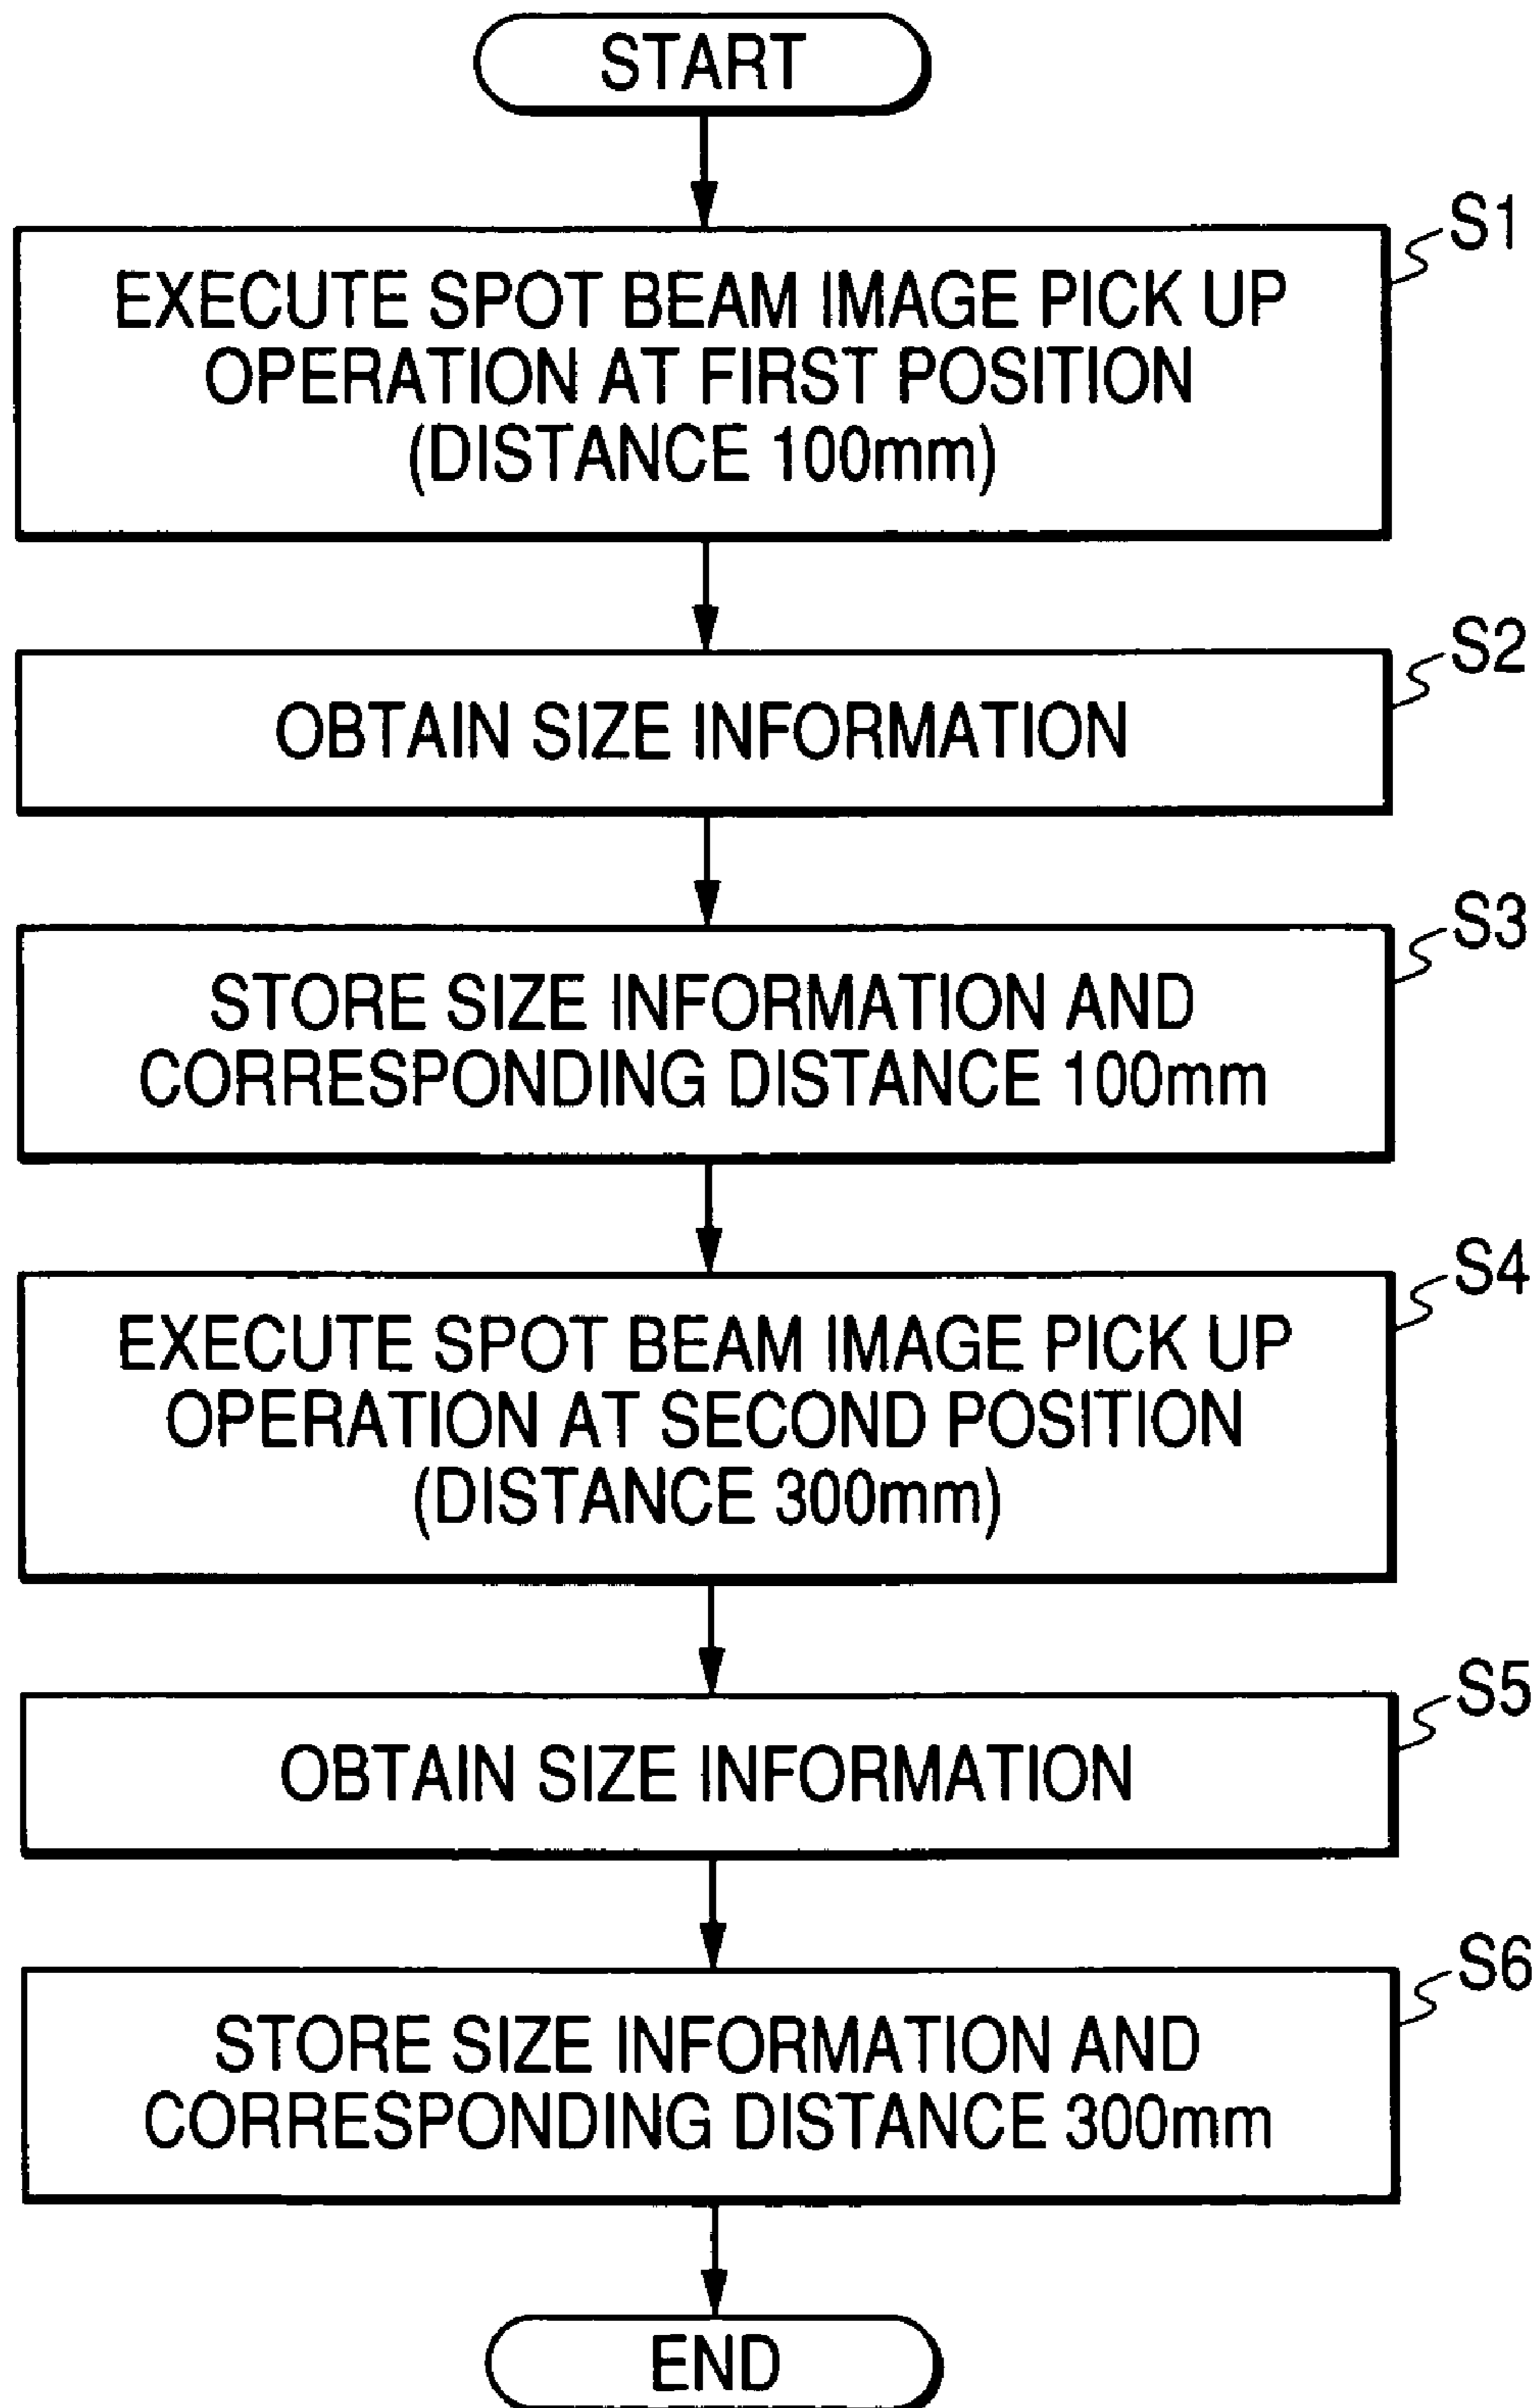 START
S1
EXECUTE SPOT BEAM IMAGE PICK UP
OPERATION AT FIRST POSITION
(DISTANCE 100mm)
S2
OBTAIN SIZE INFORMATION
S3
STORE SIZE INFORMATION AND
CORRESPONDING DISTANCE 100mm
S4
EXECUTE SPOT BEAM IMAGE PICK UP
OPERATION AT SECOND POSITION
(DISTANCE 300mm)
S5
OBTAIN SIZE INFORMATION
S6
STORE SIZE INFORMATION AND
CORRESPONDING DISTANCE 300mm
END